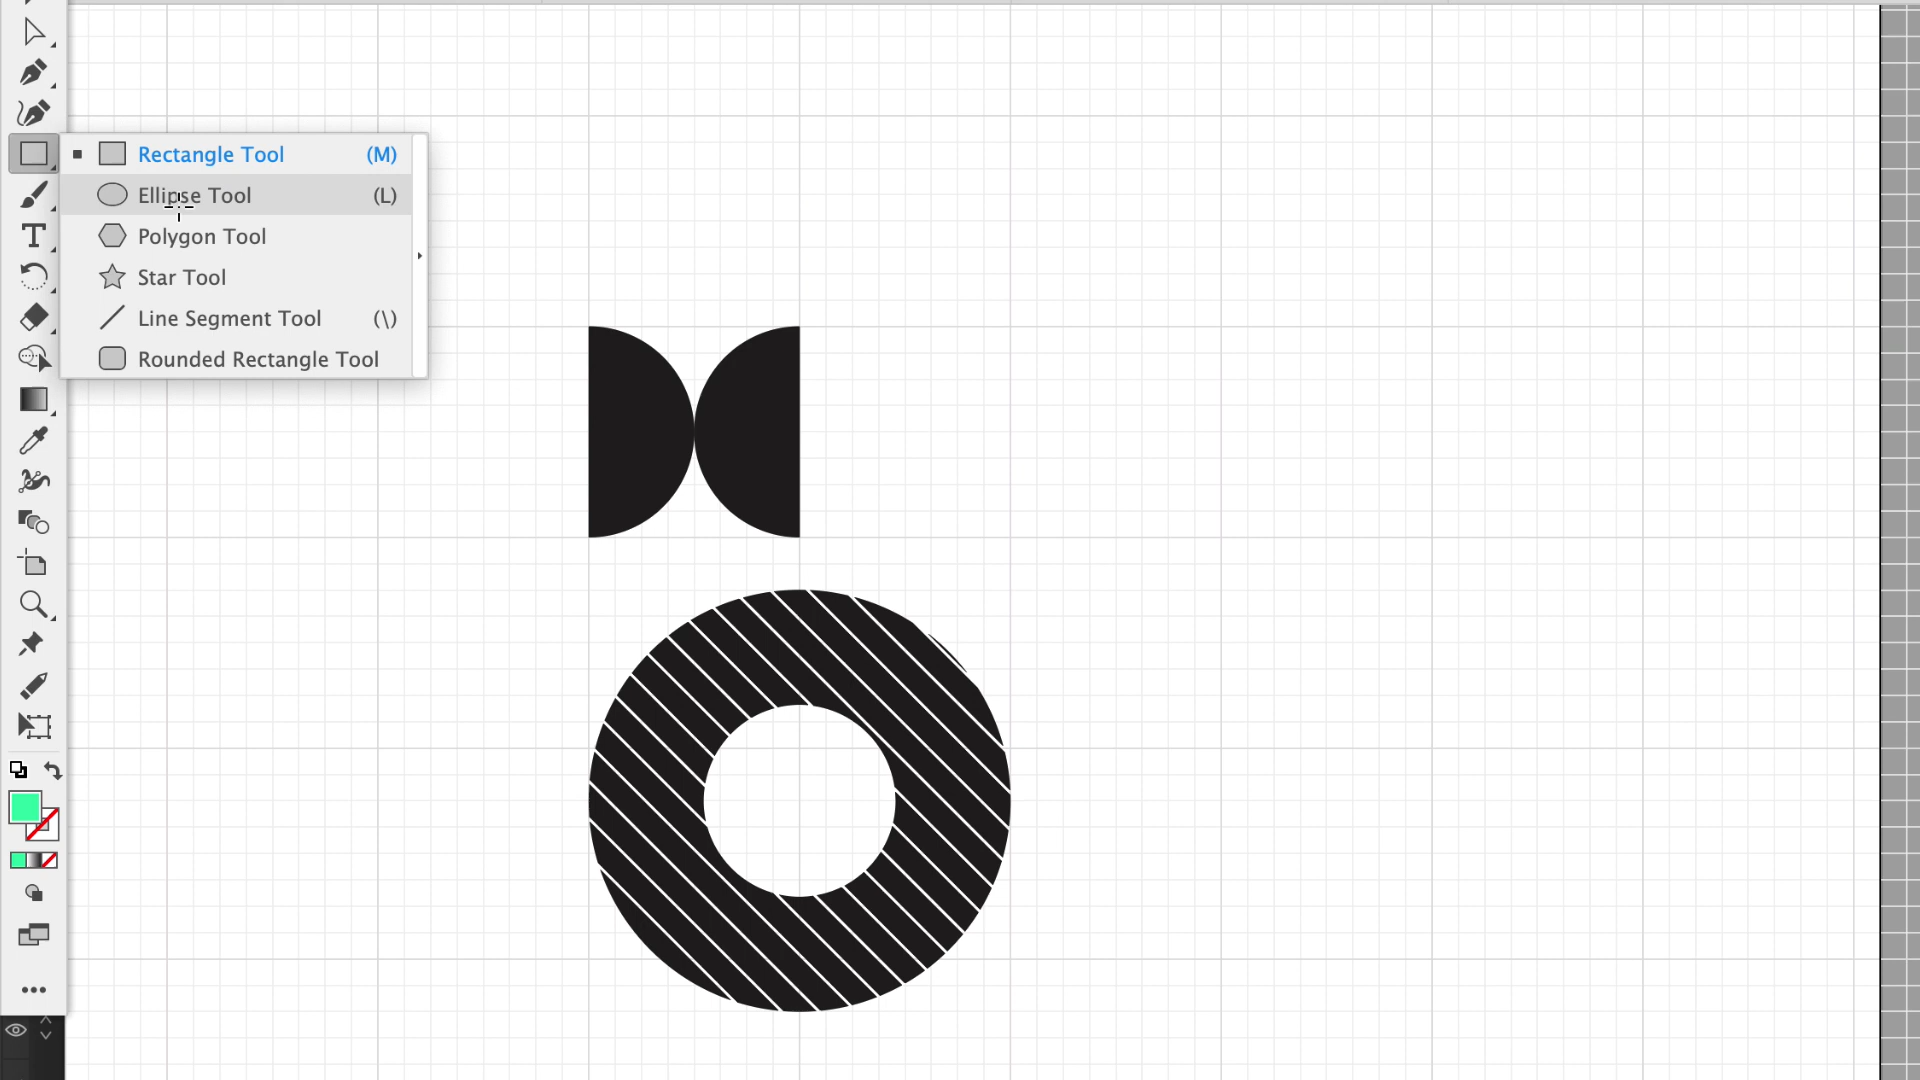 Rectangle Tool (M)
Ellipse Tool (L)
Polygon Tool
Star Tool
Line Segment Tool (\)
Rounded Rectangle Tool